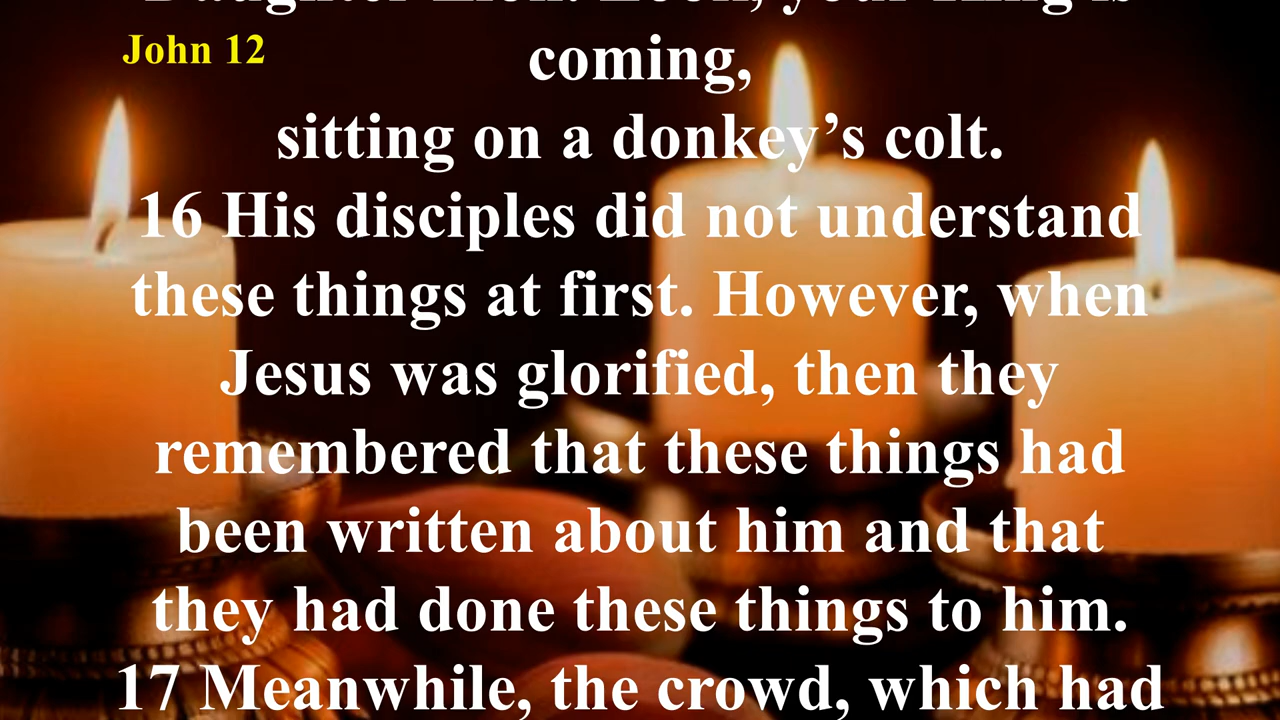 John 12
coming,
sitting on a donkey’s colt.
16 His disciples did not understand
these things at first. However, when
Jesus was glorified, then they
remembered that these things had
been written about him and that
they had done these things to him.
17 Meanwhile, the crowd, which had